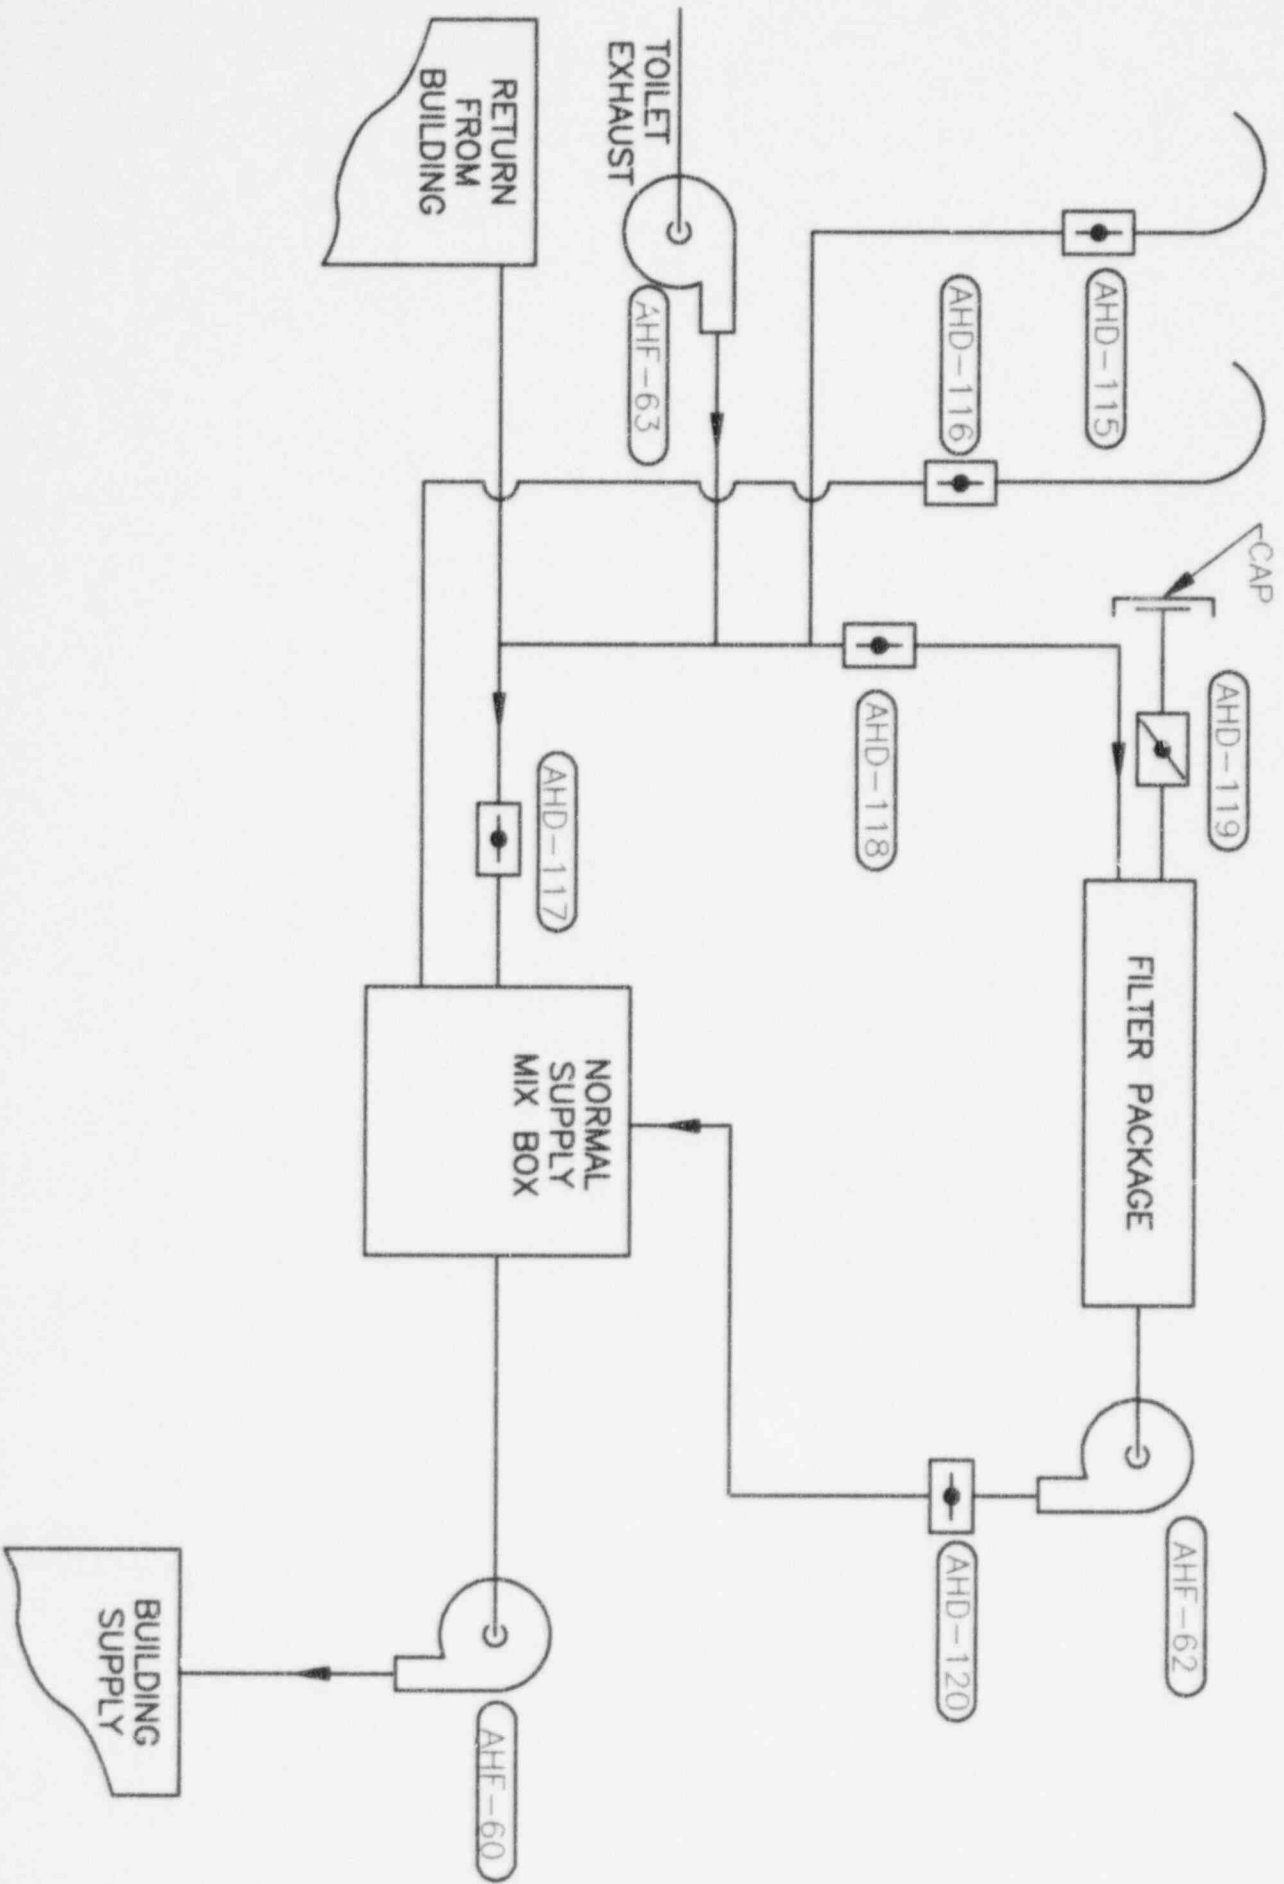 AHD-115
AHD-116
CAP
AHD-119
AHD-118
FILTER PACKAGE
AHF-62
AHD-120
TOILET
EXHAUST
AHF-63
RETURN
FROM
BUILDING
AHD-117
NORMAL
SUPPLY
MIX BOX
AHF-60
BUILDING
SUPPLY